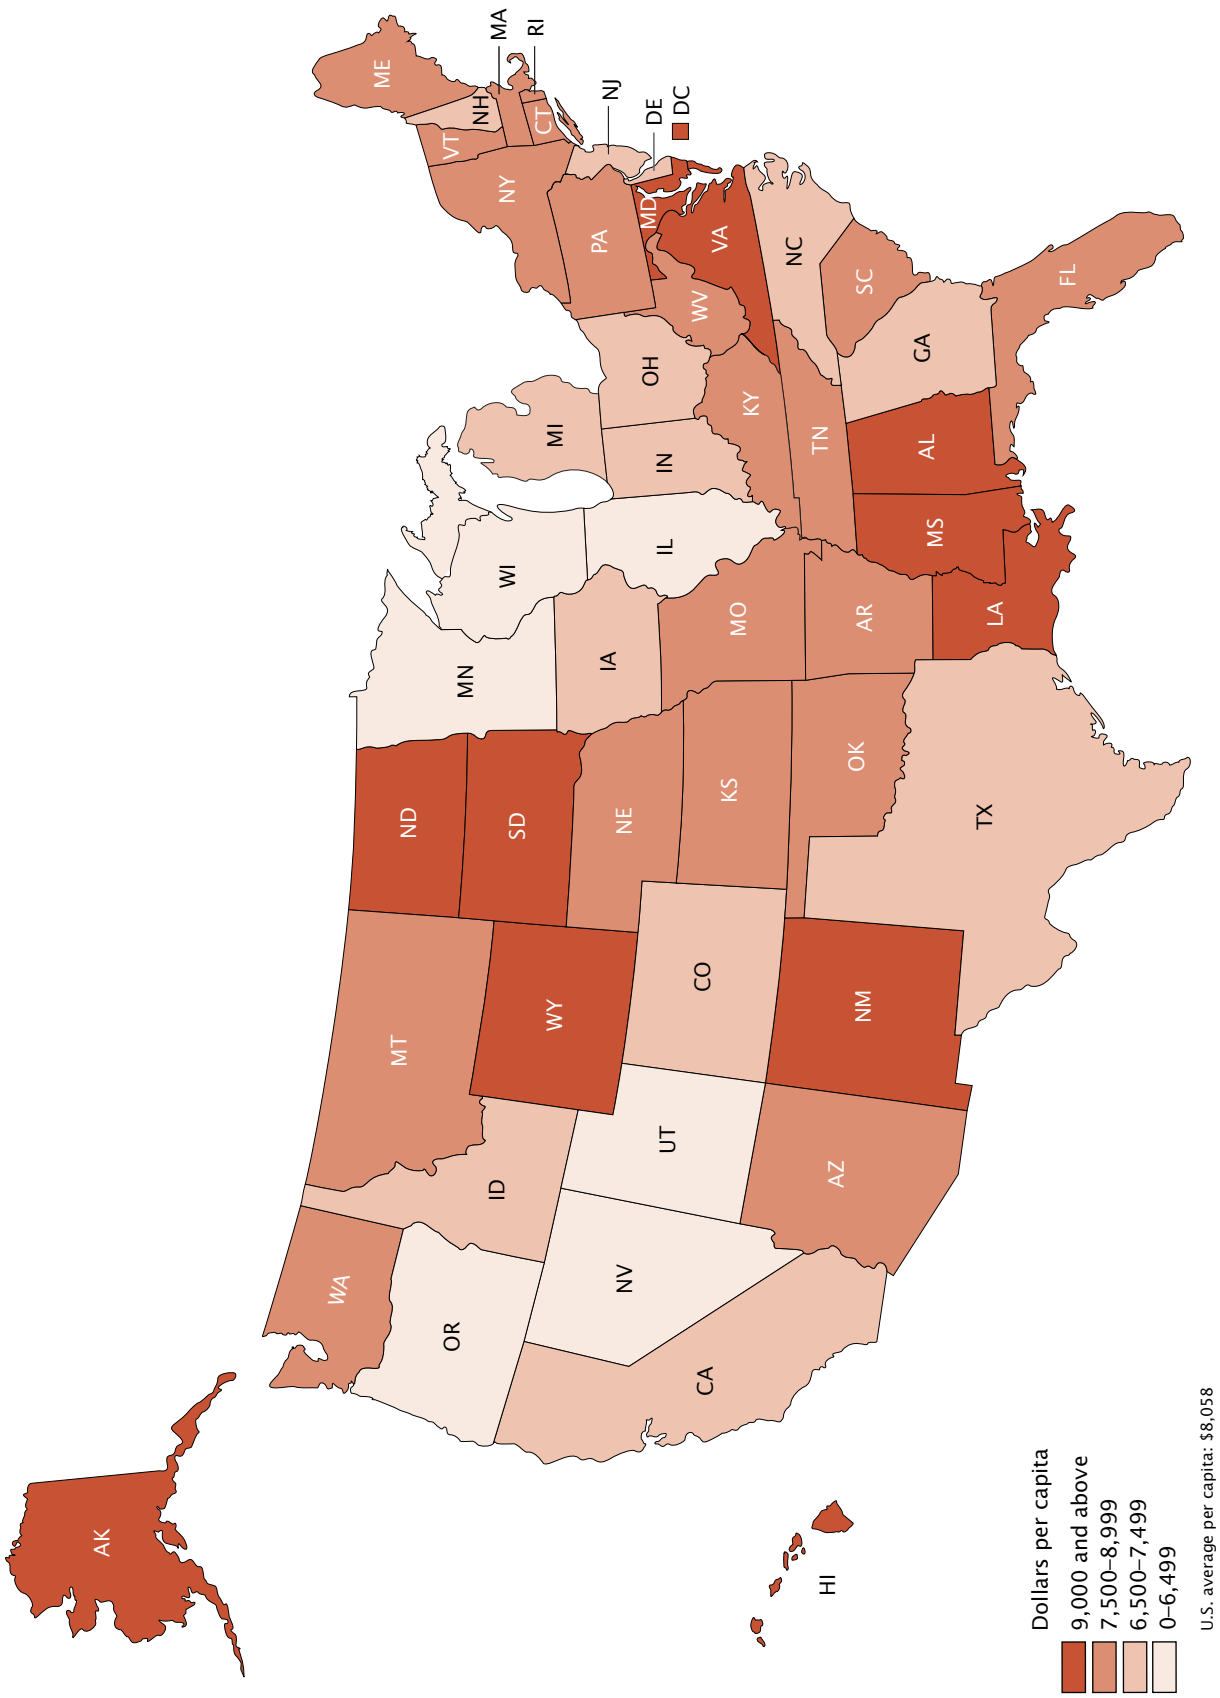 AK
HI
WA
OR
CA
NV
ID
MT
UT
AZ
WY
CO
NM
ND
SD
NE
KS
OK
TX
MN
IA
MO
AR
LA
WI
IL
MS
MI
IN
OH
KY
TN
AL
GA
FL
SC
NC
VA
WV
MD
PA
NY
VT
NH
ME
MA
RI
CT
NJ
DE
DC
Dollars per capita
9,000 and above
7,500–8,999
6,500–7,499
0–6,499
U.S. average per capita: $8,058